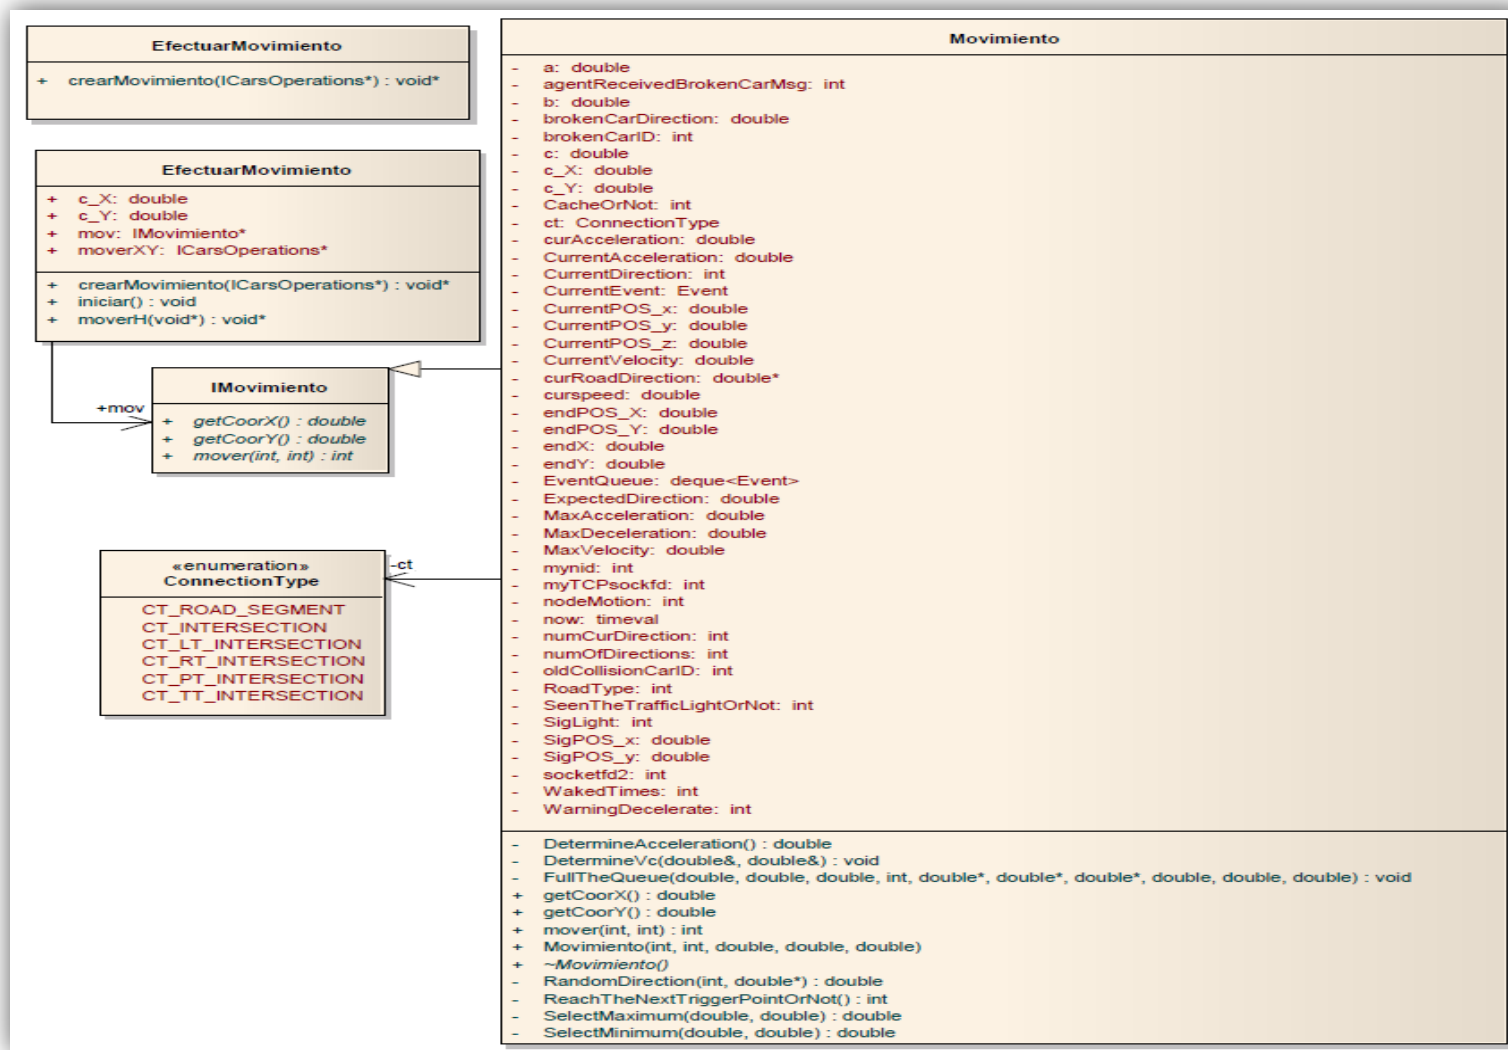 EfectuarMovimiento
+ crearMovimiento(ICarsOperations*) : void*
EfectuarMovimiento
+ c_X: double
+ c_Y: double
+ mov: IMovimiento*
+ moverXY: ICarsOperations*
+ crearMovimiento(ICarsOperations*) : void*
+ iniciar() : void
+ moverH(void*) : void*
+mov
IMovimiento
+ getCoorX() : double
+ getCoorY() : double
+ mover(int, int) : int
«enumeration»
ConnectionType
CT_ROAD_SEGMENT
CT_INTERSECTION
CT_LT_INTERSECTION
CT_RT_INTERSECTION
CT_PT_INTERSECTION
CT_TT_INTERSECTION
-ct
Movimiento
- a: double
- agentReceivedBrokenCarMsg: int
- b: double
- brokenCarDirection: double
- brokenCarID: int
- c: double
- c_X: double
- c_Y: double
- CacheOrNot: int
- ct: ConnectionType
- curAcceleration: double
- CurrentAcceleration: double
- CurrentDirection: int
- CurrentEvent: Event
- CurrentPOS_x: double
- CurrentPOS_y: double
- CurrentPOS_z: double
- CurrentVelocity: double
- curRoadDirection: double*
- curspeed: double
- endPOS_X: double
- endPOS_Y: double
- endX: double
- endY: double
- EventQueue: deque<Event>
- ExpectedDirection: double
- MaxAcceleration: double
- MaxDeceleration: double
- MaxVelocity: double
- mynid: int
- myTCPsockfd: int
- nodeMotion: int
- now: timeval
- numCurDirection: int
- numOfDirections: int
- oldCollisionCarID: int
- RoadType: int
- SeenTheTrafficLightOrNot: int
- SigLight: int
- SigPOS_x: double
- SigPOS_y: double
- socketfd2: int
- WakedTimes: int
- WarningDecelerate: int
- DetermineAcceleration() : double
- DetermineVc(double&, double&) : void
- FullTheQueue(double, double, double, int, double*, double*, double*, double, double, double) : void
+ getCoorX() : double
+ getCoorY() : double
+ mover(int, int) : int
+ Movimiento(int, int, double, double, double)
+ ~Movimiento()
- RandomDirection(int, double*) : double
- ReachTheNextTriggerPointOrNot() : int
- SelectMaximum(double, double) : double
- SelectMinimum(double, double) : double